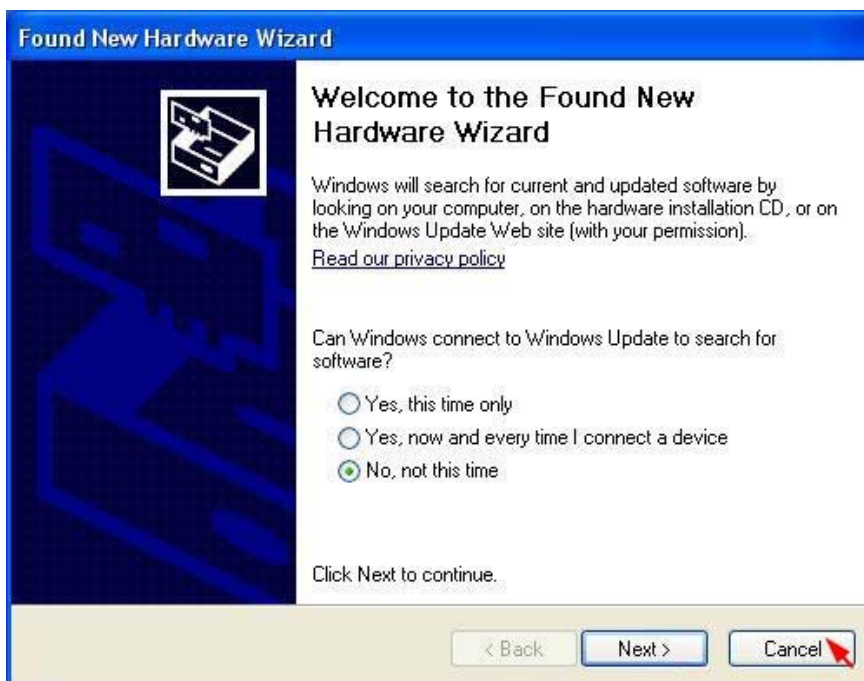 Found New Hardware Wizard
Welcome to the Found New
Hardware Wizard
Windows will search for current and updated software by
looking on your computer, on the hardware installation CD, or on
the Windows Update Web site (with your permission).
Read our privacy policy
Can Windows connect to Windows Update to search for
software?
Yes, this time only
Yes, now and every time I connect a device
No, not this time
Click Next to continue.
< Back Next > Cancel